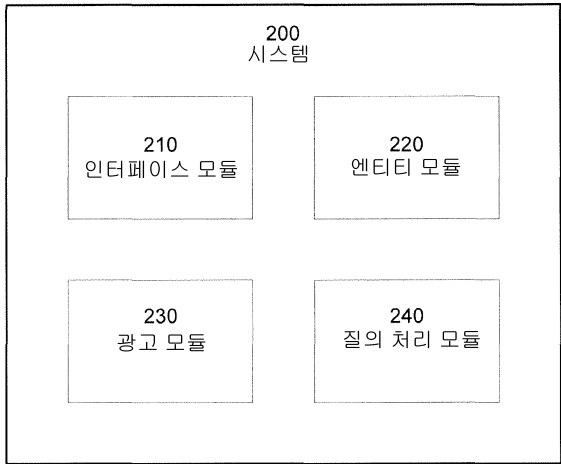 200
시스템
210
인터페이스 모듈
220
엔티티 모듈
230
광고 모듈
240
질의 처리 모듈